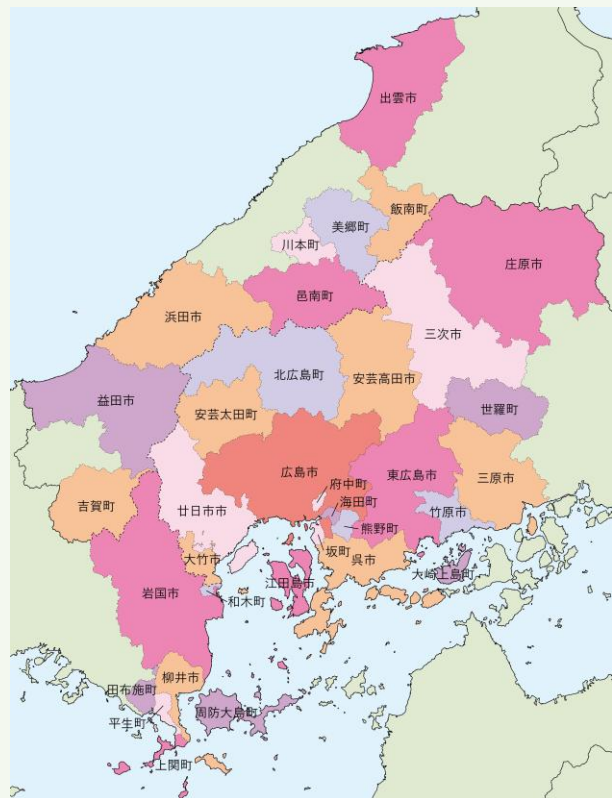 出雲市
飯南町
美郷町
川本町
庄原市
邑南町
浜田市
三次市
北広島町
安芸高田市
益田市
安芸太田町
世羅町
広島市
府中町
東広島市
三原市
海田町
吉賀町
廿日市市
竹原市
熊野町
坂町
呉市
大竹市
大崎上島町
江田島市
岩国市
和木町
柳井市
田布施町
周防大島町
平生町
上関町